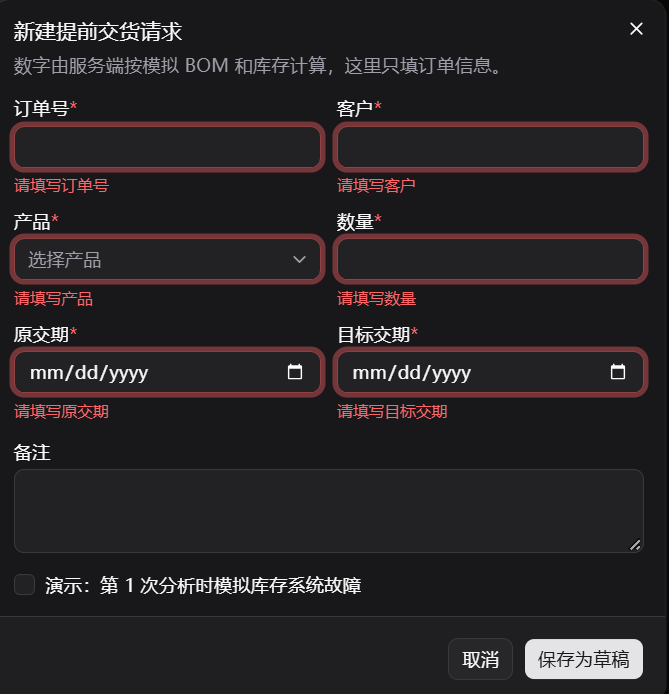 新建提前交货请求
数字由服务端按模拟 BOM 和库存计算，这里只填订单信息。
订单号* 客户*
请填写订单号 请填写客户
产品* 数量*
选择产品
请填写产品 请填写数量
原交期* 目标交期*
mm/dd/yyyy mm/dd/yyyy
请填写原交期 请填写目标交期
备注
演示：第 1 次分析时模拟库存系统故障
取消 保存为草稿